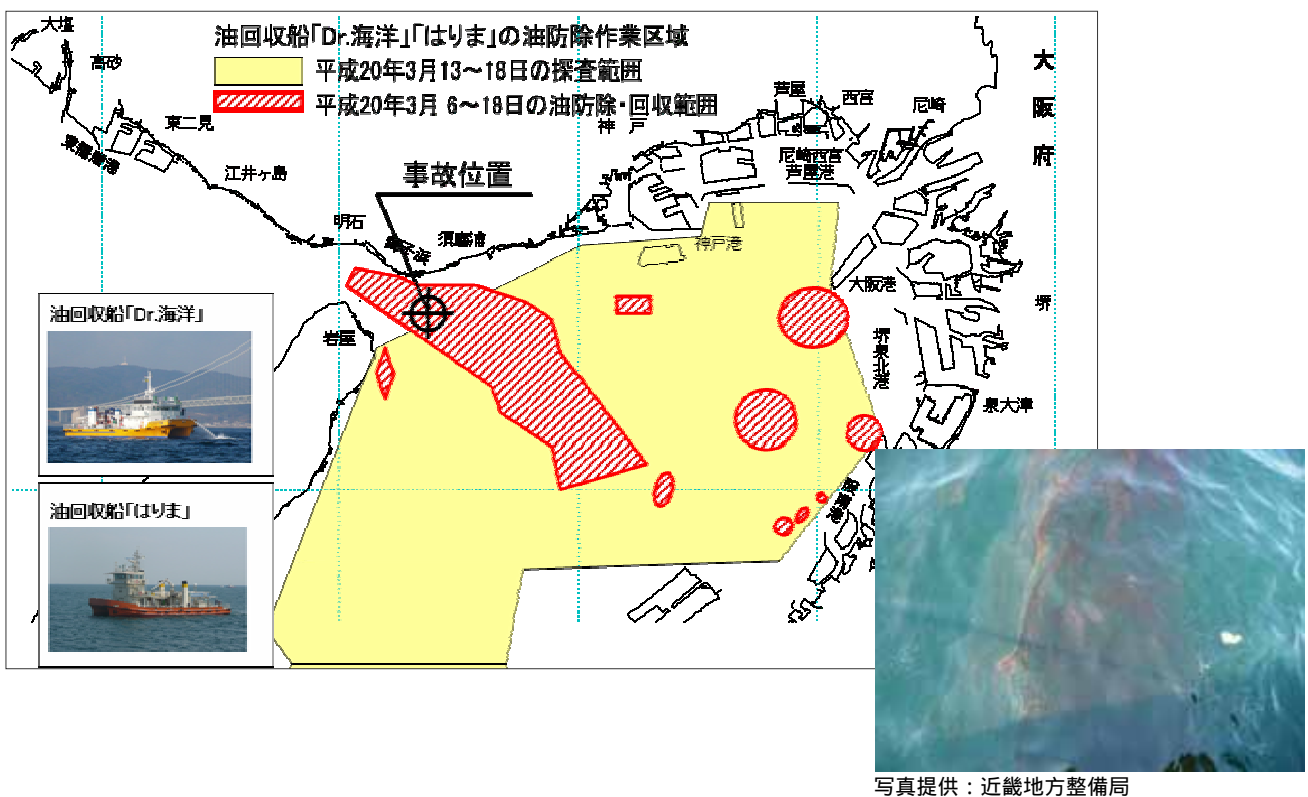 油回収船「Dr.海洋」「はりま」の油防除作業区域
平成20年3月13～18日の探査範囲
平成20年3月 6～18日の油防除・回収範囲
大塩
高砂
東二見
江井ヶ島
明石
須磨浦
事故位置
神 戸
芦屋
西宮
尼崎
尼崎西宮
芦屋港
大阪府
神戸港
大阪港
堺
堺泉北港
泉大津
岩屋
油回収船「Dr.海洋」
油回収船「はりま」
写真提供：近畿地方整備局